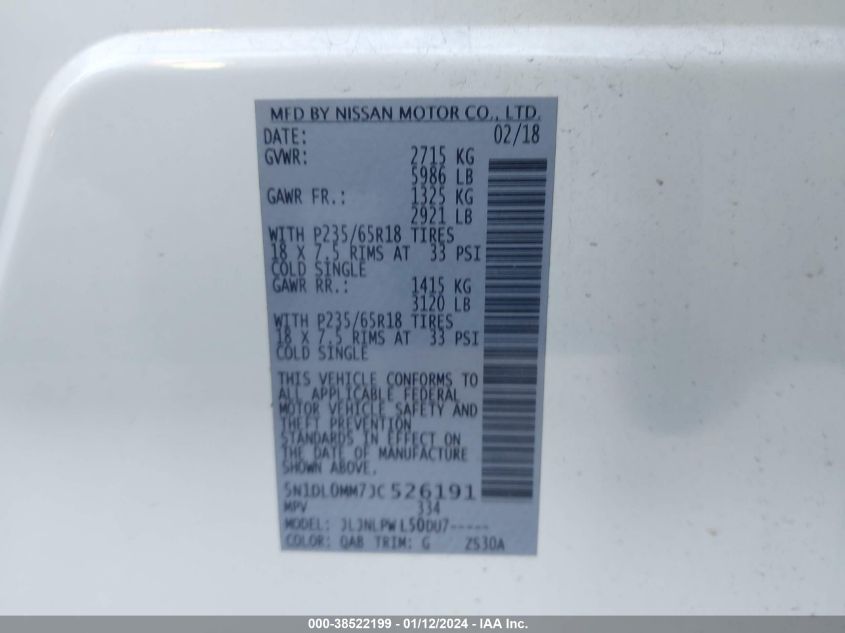 MFD BY NISSAN MOTOR CO., LTD.
DATE: 02/18
GVWR: 2715 KG
5986 LB
GAWR FR.: 1325 KG
2921 LB
WITH P235/65R18 TIRES
18 X 7.5 RIMS AT 33 PSI
COLD SINGLE
GAWR RR.: 1415 KG
3120 LB
WITH P235/65R18 TIRES
18 X 7.5 RIMS AT 33 PSI
COLD SINGLE
THIS VEHICLE CONFORMS TO
ALL APPLICABLE FEDERAL
MOTOR VEHICLE SAFETY AND
THEFT PREVENTION
STANDARDS IN EFFECT ON
THE DATE OF MANUFACTURE
SHOWN ABOVE.
5N1DL0MM7JC526191
MPV 334
MODEL: JLJNLPW L50DU7-----
COLOR: QAB TRIM: G ZS30A
000-38522199 - 01/12/2024 - IAA Inc.